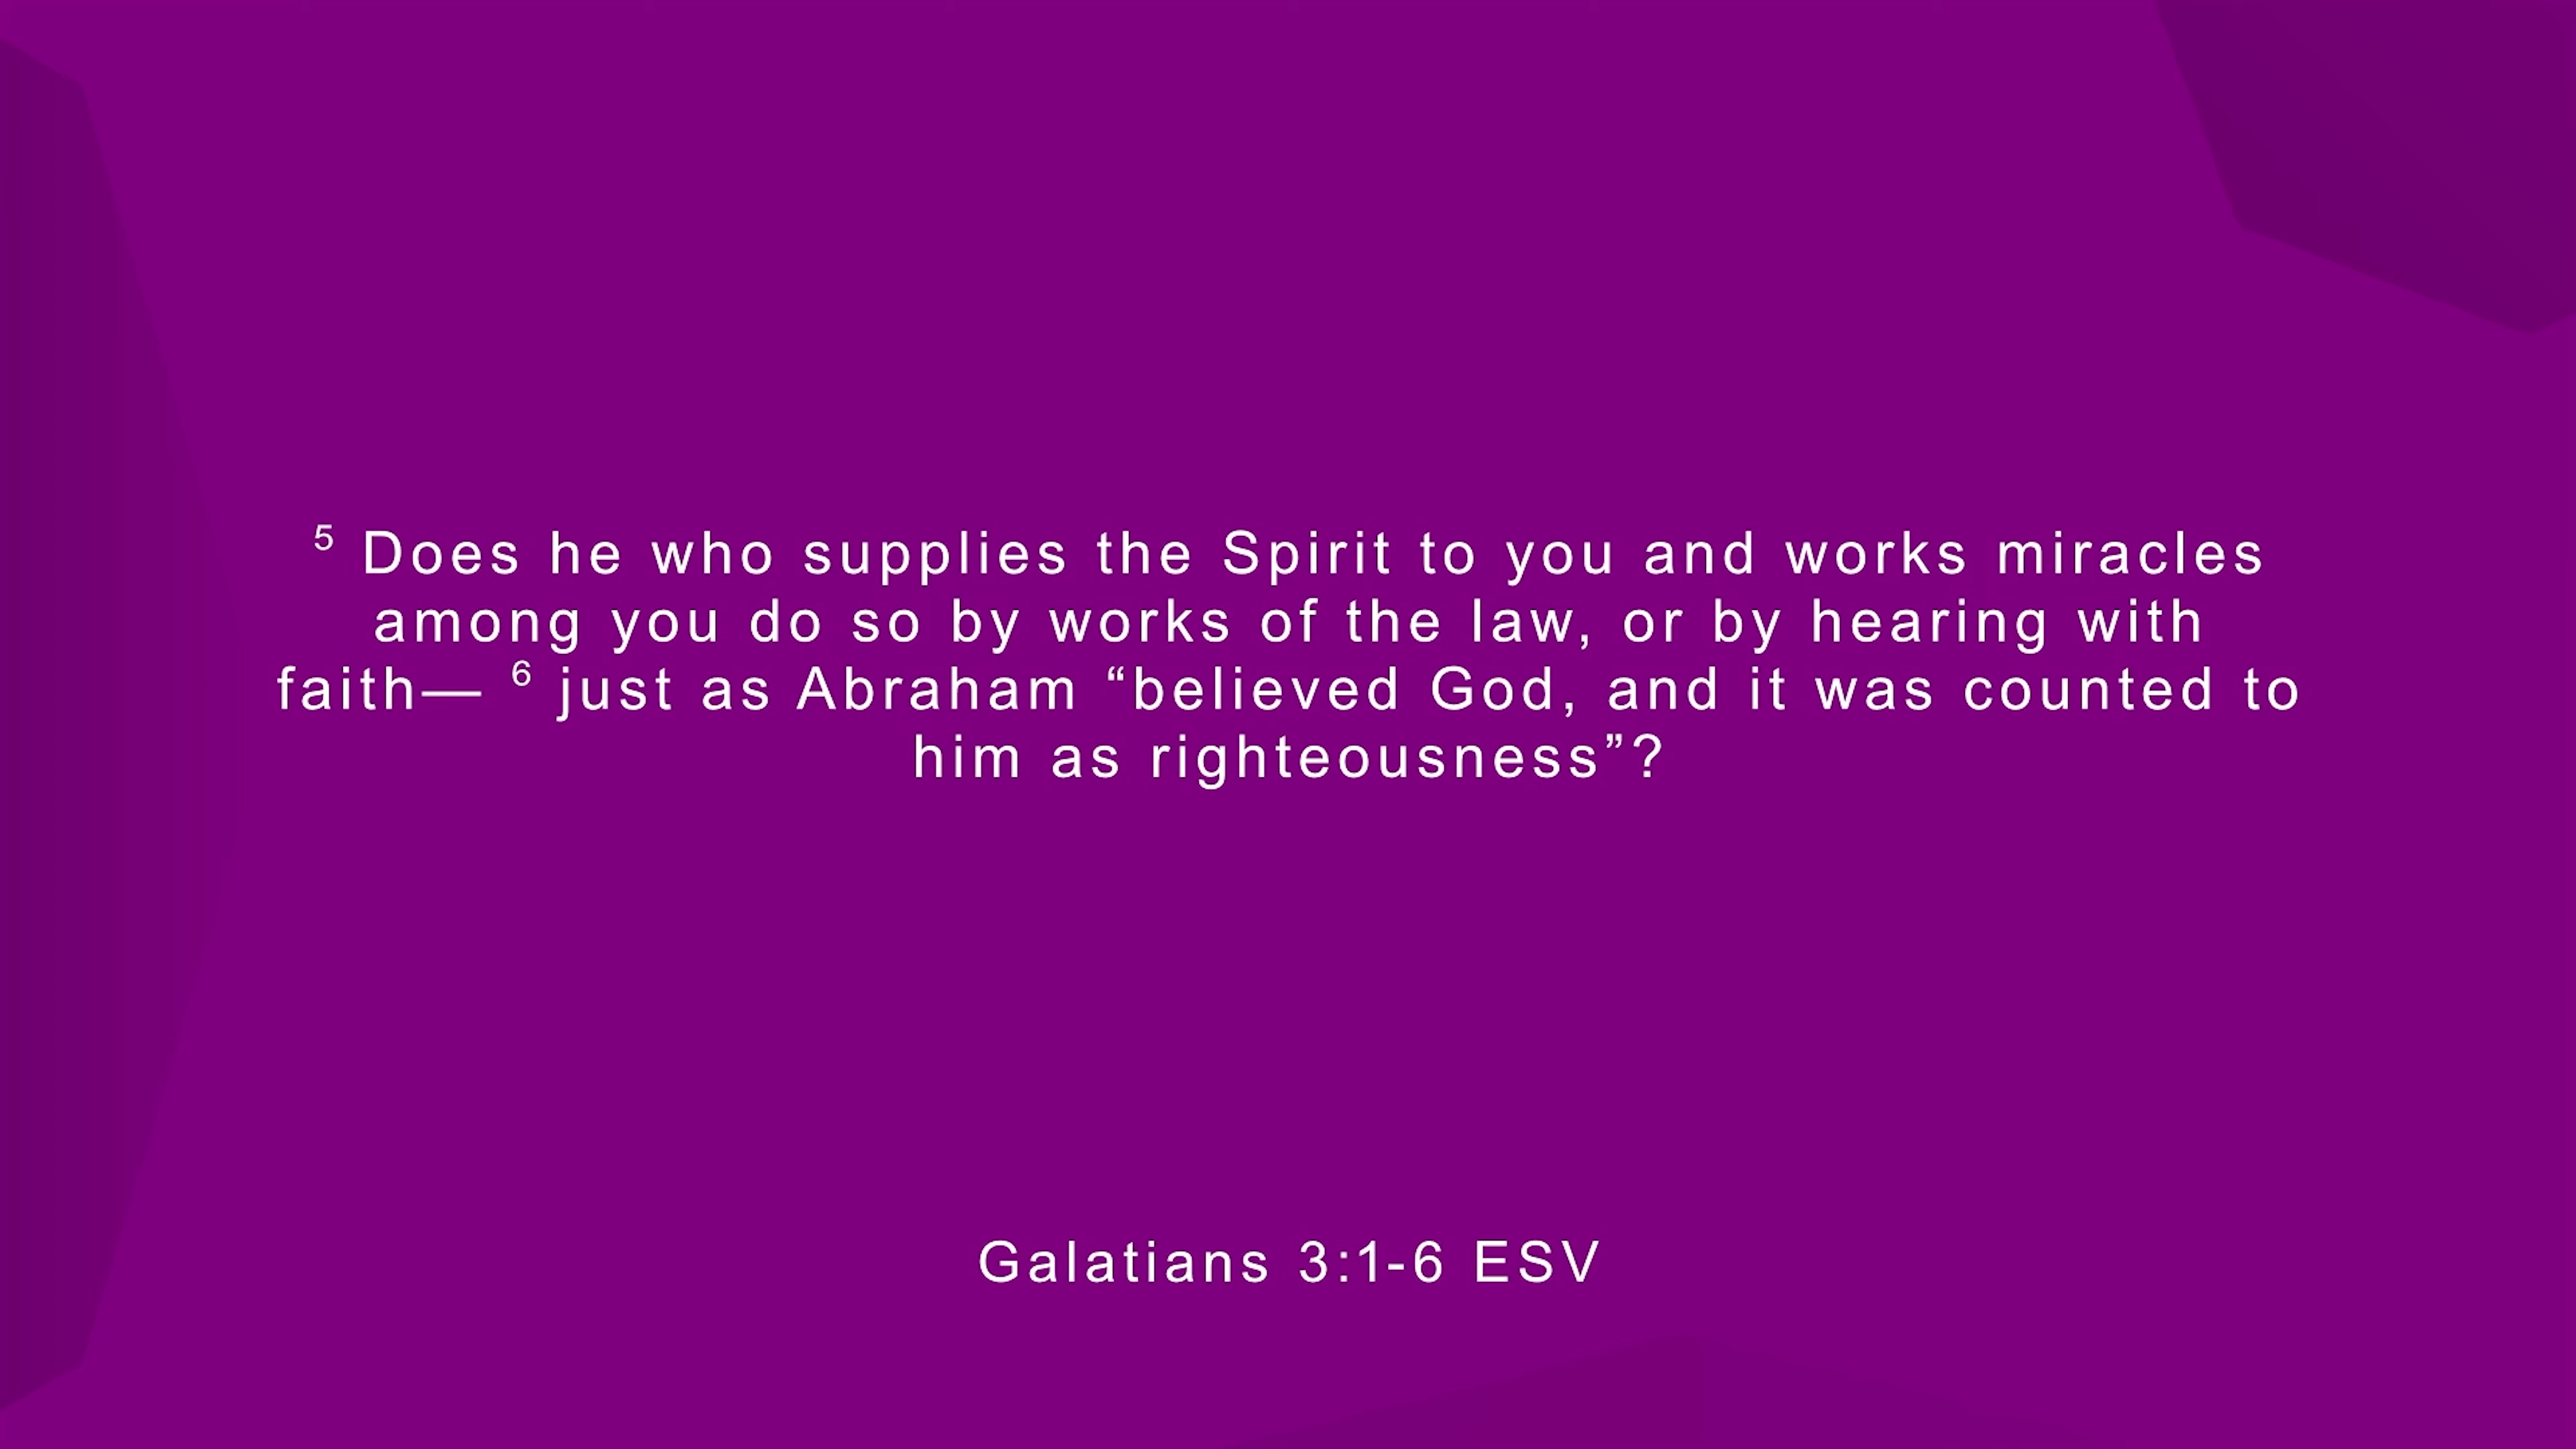 5 Does he who supplies the Spirit to you and works miracles
among you do so by works of the law, or by hearing with
faith— 6 just as Abraham “believed God, and it was counted to
him as righteousness”?
Galatians 3:1-6 ESV